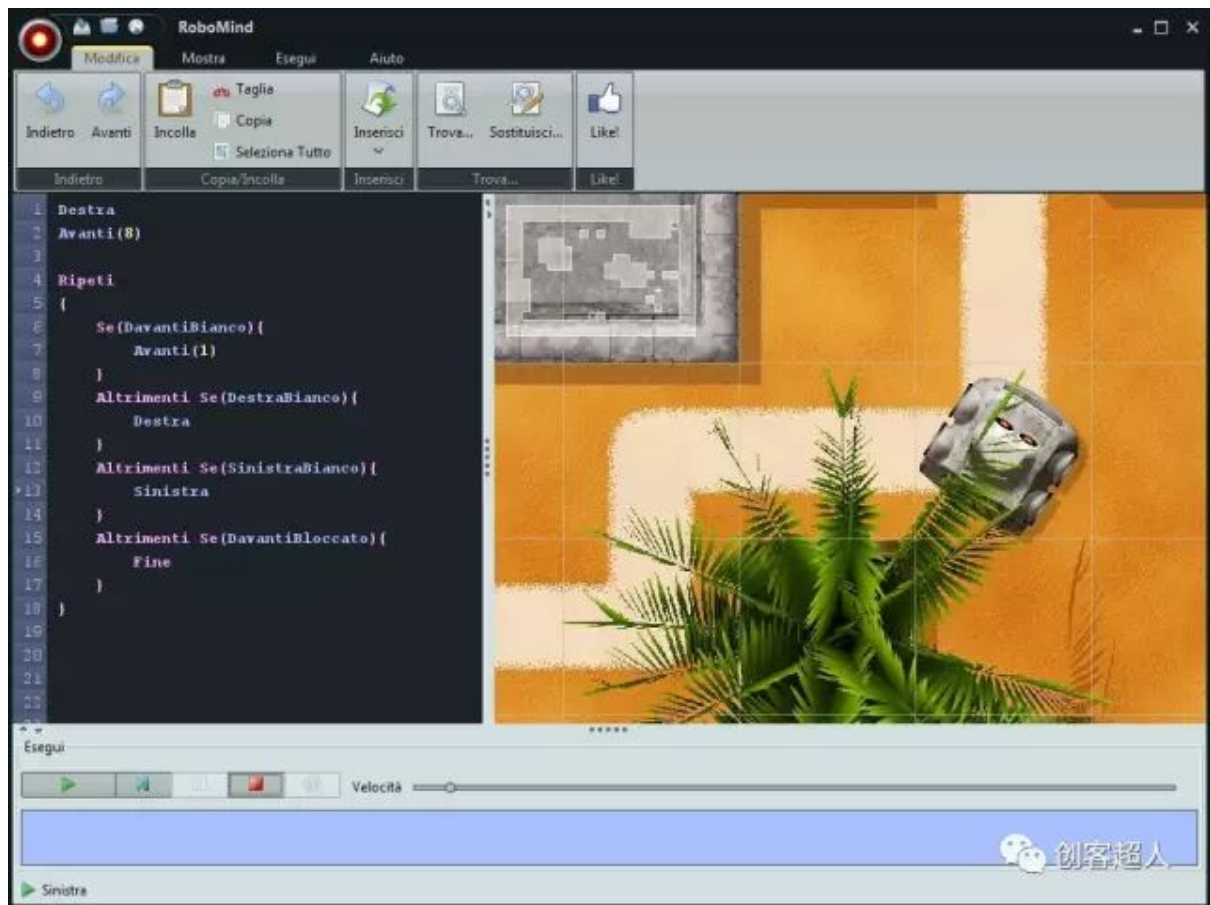 RoboMind
Modifica Mostra Esegui Aiuto
Indietro Avanti Incolla Taglia Copia Seleziona Tutto Inserisci Trova... Sostituisci... Like!
Indietro Copia/Incolla Inserisci Trova... Like!
1 Destra
2 Avanti(8)
3
4 Ripeti
5 {
6 Se(DavantiBianco){
7 Avanti(1)
8 }
9 Altrimenti Se(DestraBianco){
10 Destra
11 }
12 Altrimenti Se(SinistraBianco){
13 Sinistra
14 }
15 Altrimenti Se(DavantiBloccato){
16 Fine
17 }
18 }
19
20
21
22
Esegui
Velocità
创客超人
Sinistra